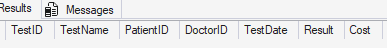 Results Messages
TestID TestName PatientID DoctorID TestDate Result Cost